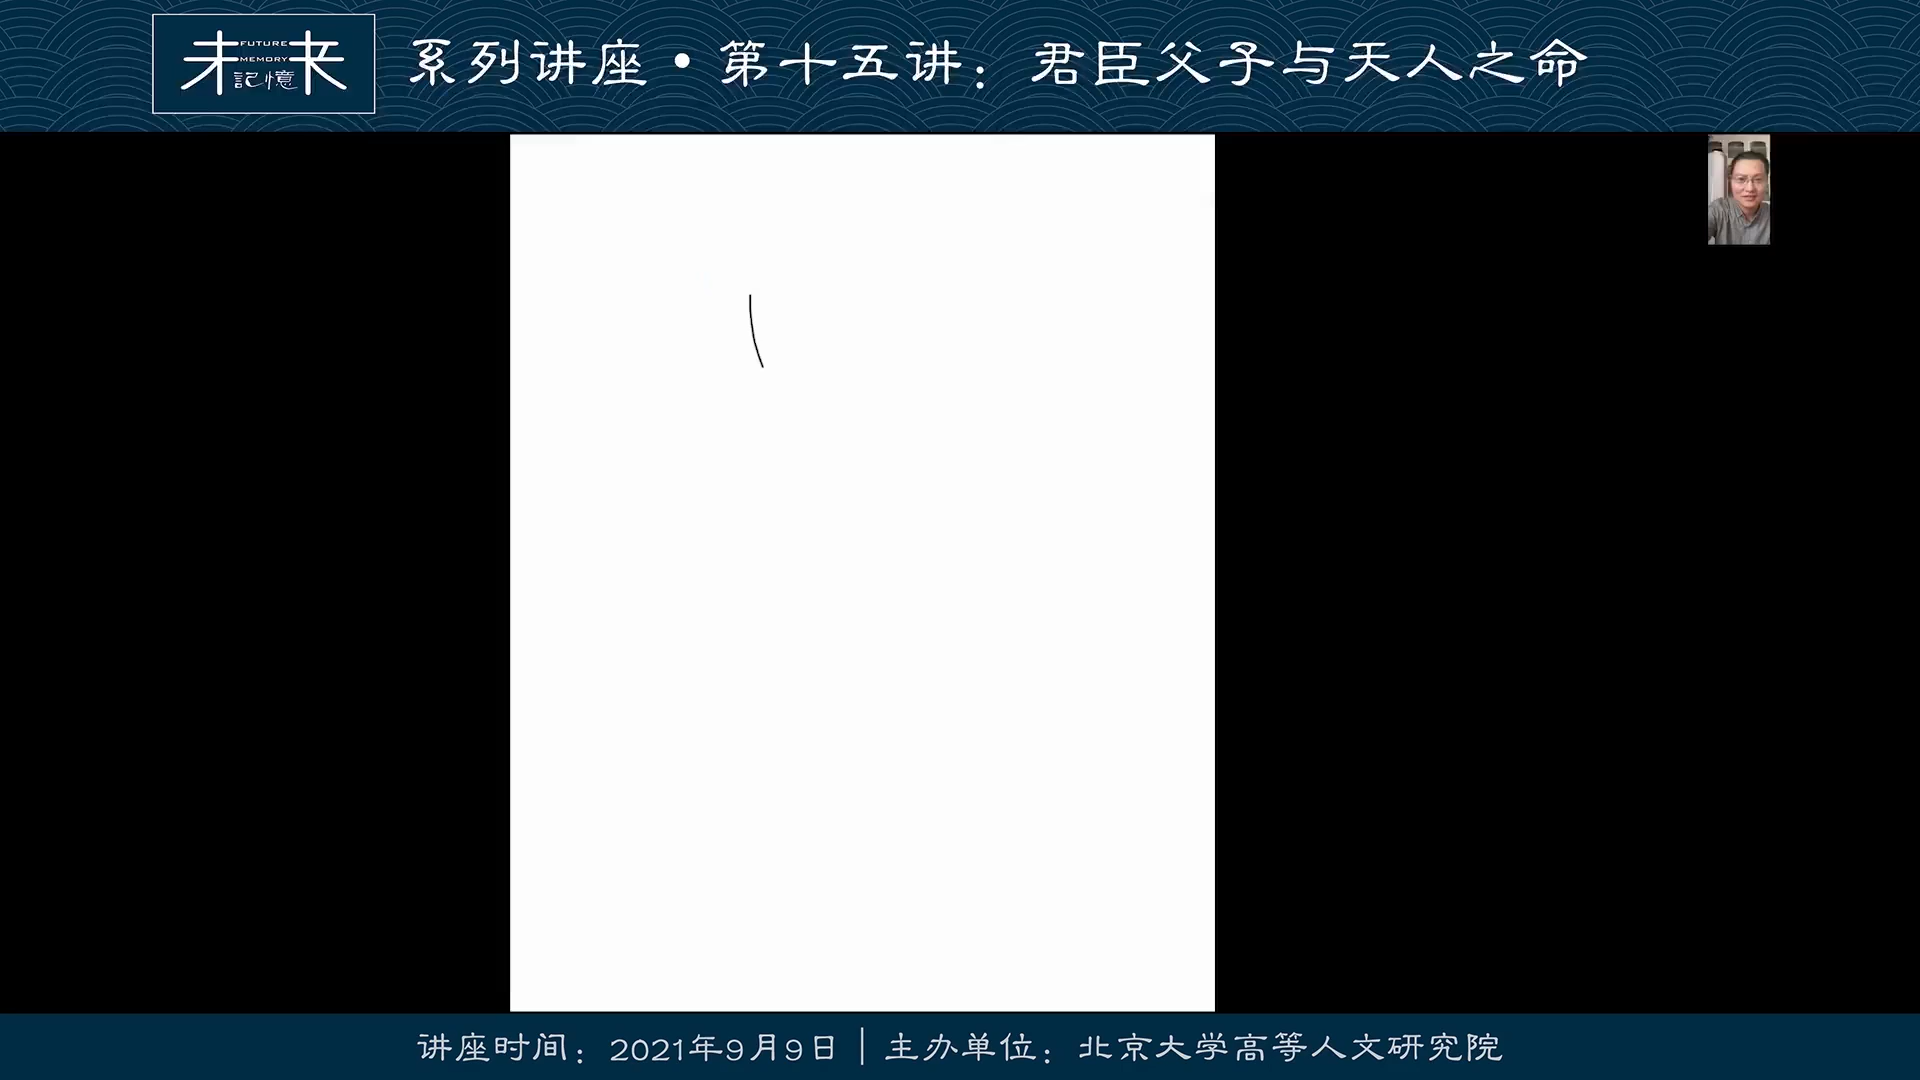 未来
FUTURE
MEMORY
記憶
系列讲座·第十五讲：君臣父子与天人之命
讲座时间：2021年9月9日｜主办单位：北京大学高等人文研究院